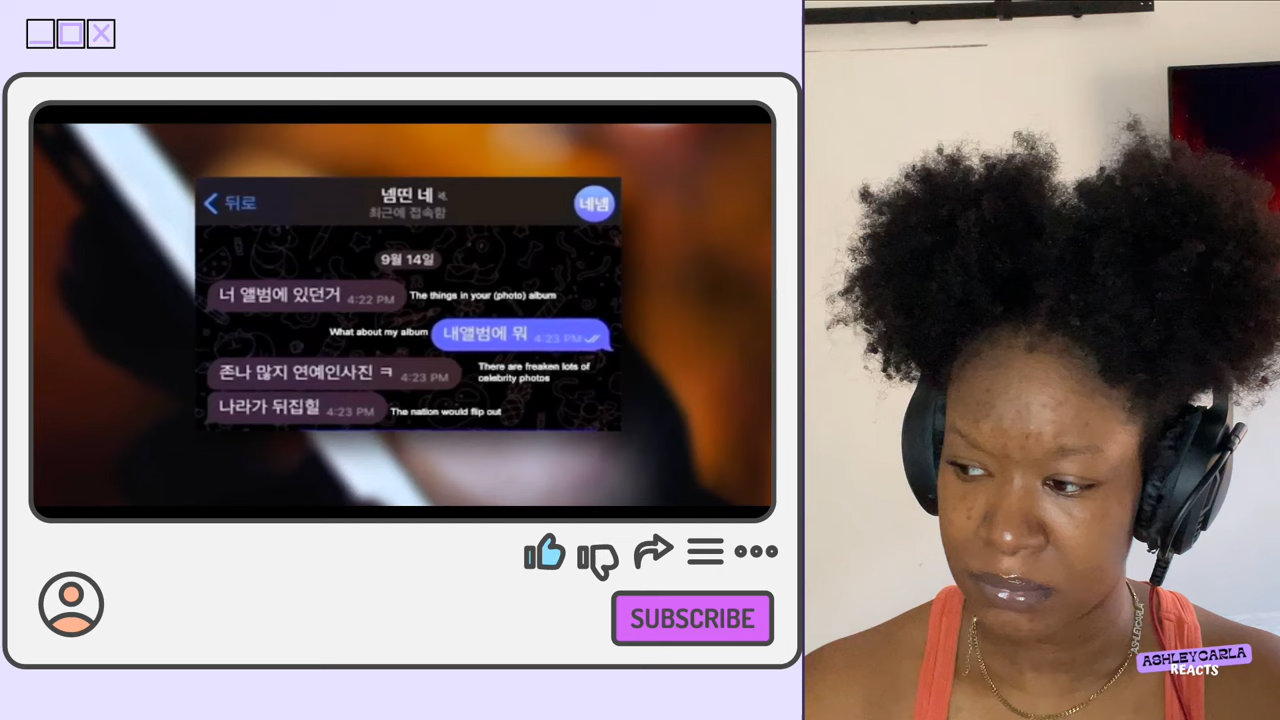 뒤로
넴띤 네
최근에 접속함
네넴
9월 14일
너 앨범에 있던거 4:22 PM
The things in your (photo) album
What about my album
내앨범에 뭐 4:23 PM
존나 많지 연예인사진 ㅋ 4:23 PM
There are freaken lots of
celebrity photos
나라가 뒤집힐 4:23 PM
The nation would flip out
SUBSCRIBE
ASHLEYCARLA
ASHLEYCARLA
REACTS